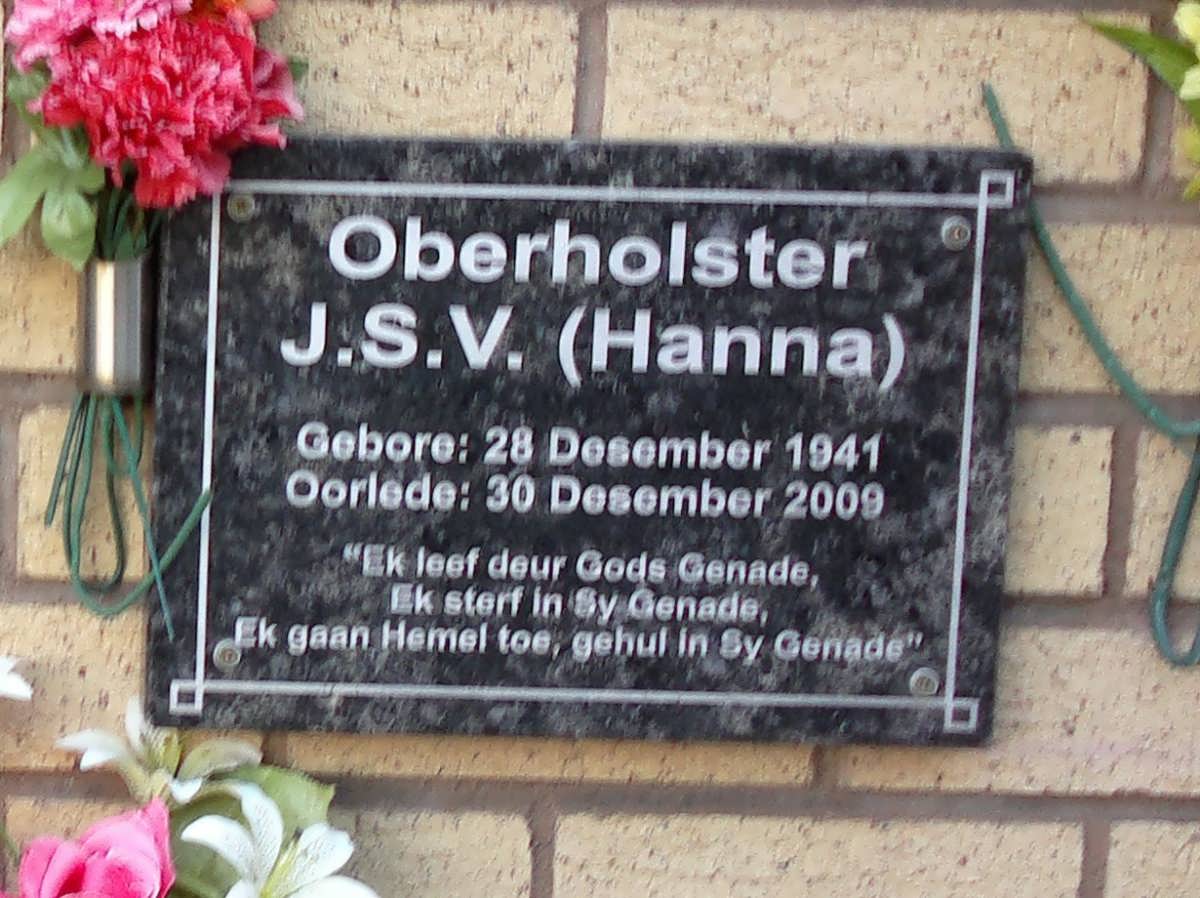 Oberholster
J.S.V. (Hanna)
Gebore: 28 Desember 1941
Oorlede: 30 Desember 2009
"Ek leef deur Gods Genade,
Ek sterf in Sy Genade,
Ek gaan Hemel toe, gehul in Sy Genade"